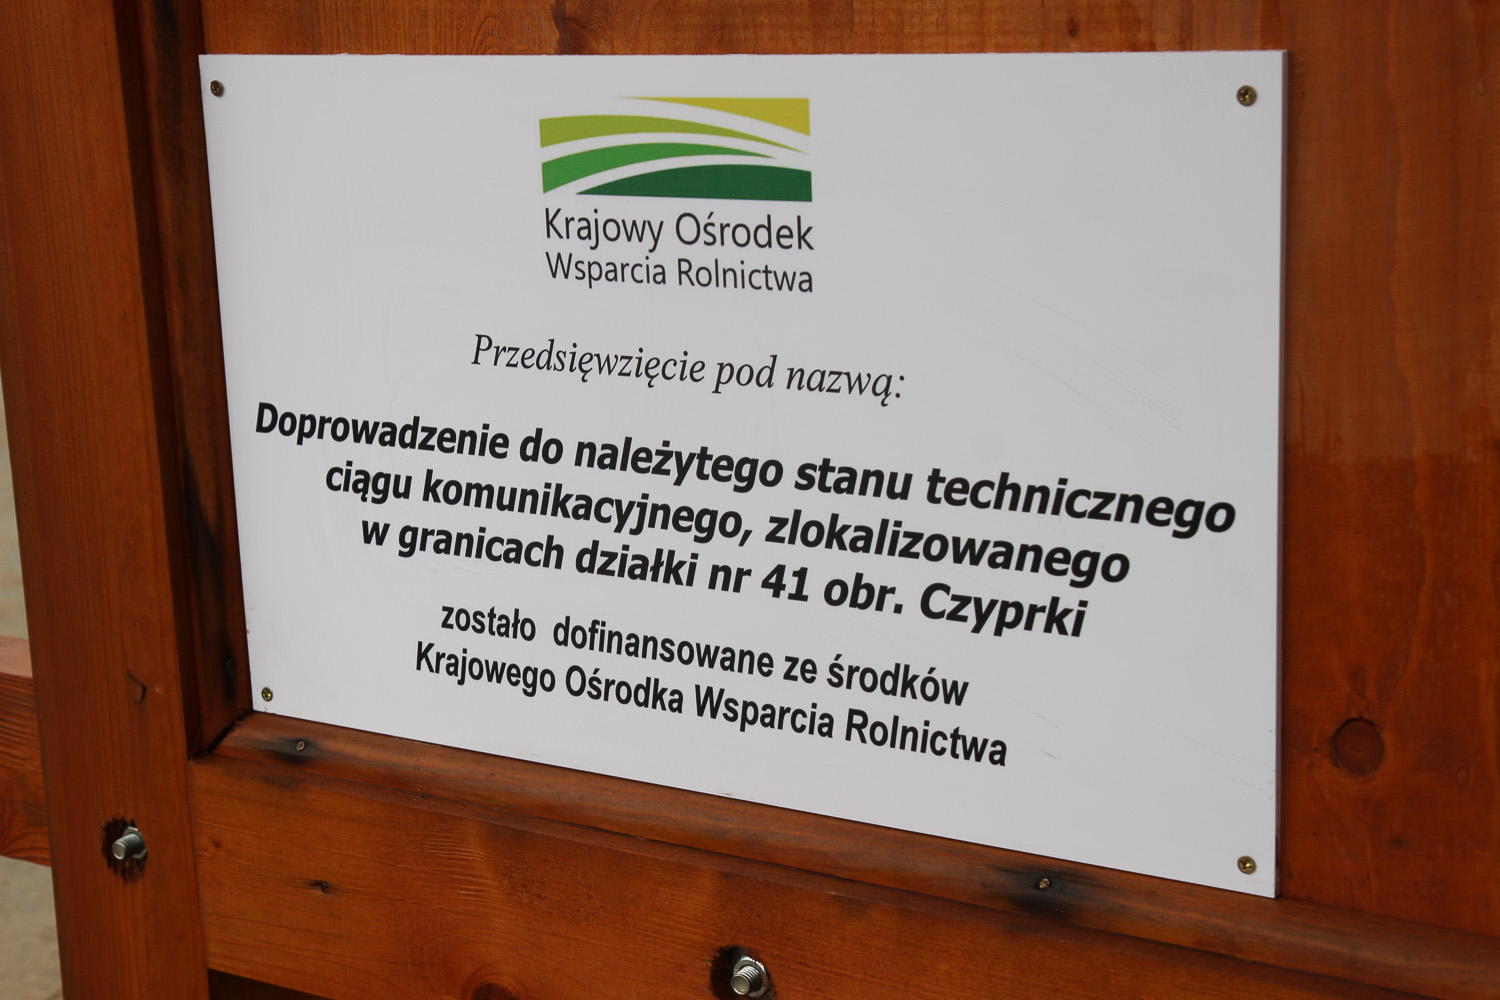 Krajowy Ośrodek
Wsparcia Rolnictwa
Przedsięwzięcie pod nazwą:
Doprowadzenie do należytego stanu technicznego
ciągu komunikacyjnego, zlokalizowanego
w granicach działki nr 41 obr. Czyprki
zostało dofinansowane ze środków
Krajowego Ośrodka Wsparcia Rolnictwa